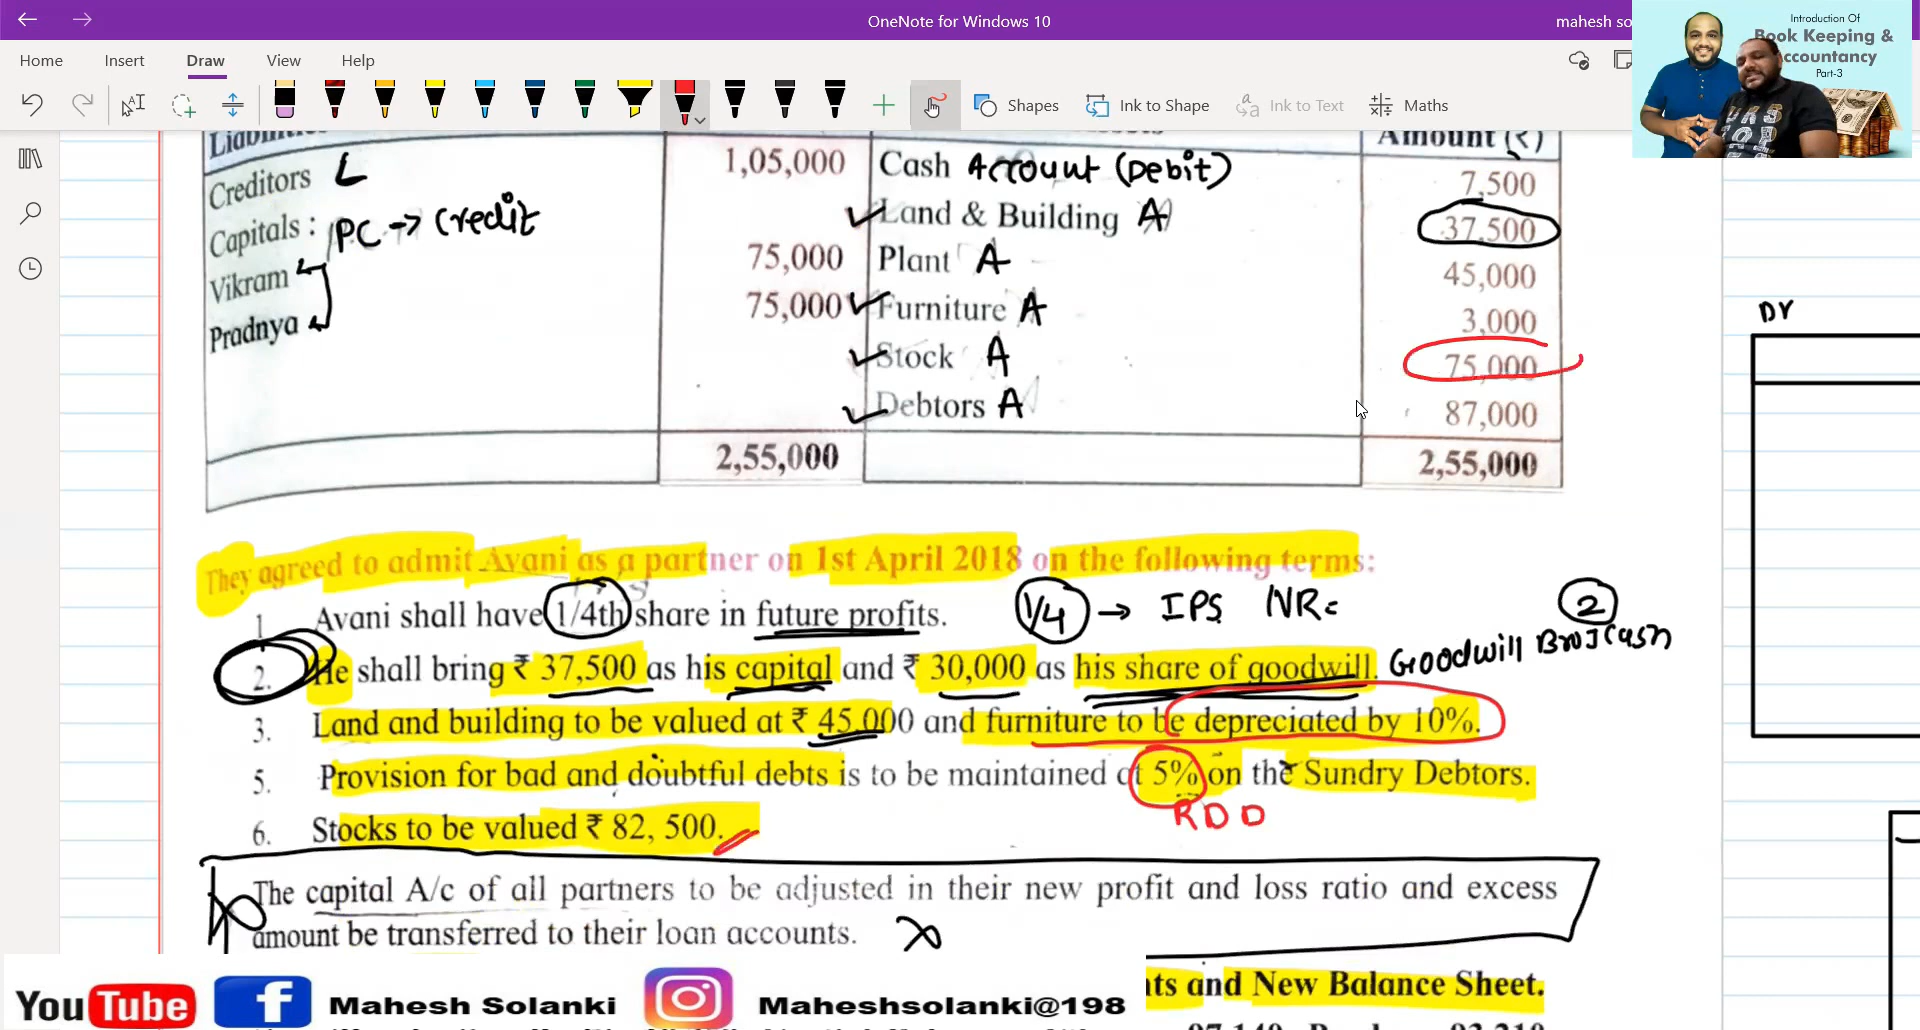 OneNote for Windows 10
mahesh so
Introduction Of
Book Keeping &
ccountancy
Part-3
Home Insert Draw View Help
Shapes Ink to Shape Ink to Text Maths
Amount (₹)
Creditors L 1,05,000 Cash Account (Debit) 7,500
Capitals : PC → Credit Land & Building A 37,500
Vikram 75,000 Plant A 45,000
Pradnya 75,000 Furniture A 3,000
Stock A 75,000
Debtors A 87,000
2,55,000 2,55,000
Dr
They agreed to admit Avani as a partner on 1st April 2018 on the following terms:
1 Avani shall have 1/4th share in future profits. 1/4 → IPS NR= 2
2. He shall bring ₹ 37,500 as his capital and ₹ 30,000 as his share of goodwill. Goodwill
3. Land and building to be valued at ₹ 45,000 and furniture to be depreciated by 10%.
5. Provision for bad and doubtful debts is to be maintained at 5% on the Sundry Debtors.
RDD
6. Stocks to be valued ₹ 82, 500.
The capital A/c of all partners to be adjusted in their new profit and loss ratio and excess
amount be transferred to their loan accounts.
nts and New Balance Sheet.
YouTube f Mahesh Solanki Maheshsolanki@198